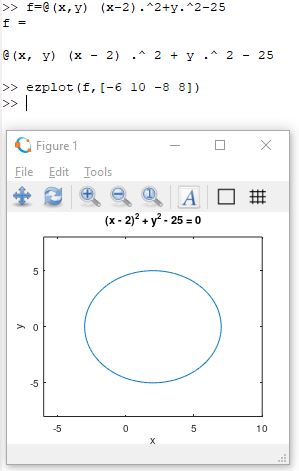 >> f=@(x,y) (x-2).^2+y.^2-25
f =
@(x, y) (x - 2) .^ 2 + y .^ 2 - 25
>> ezplot(f,[-6 10 -8 8])
>>
Figure 1
File Edit Tools
A
(x - 2)² + y² - 25 = 0
y
5
0
-5
-5 0 5 10
x